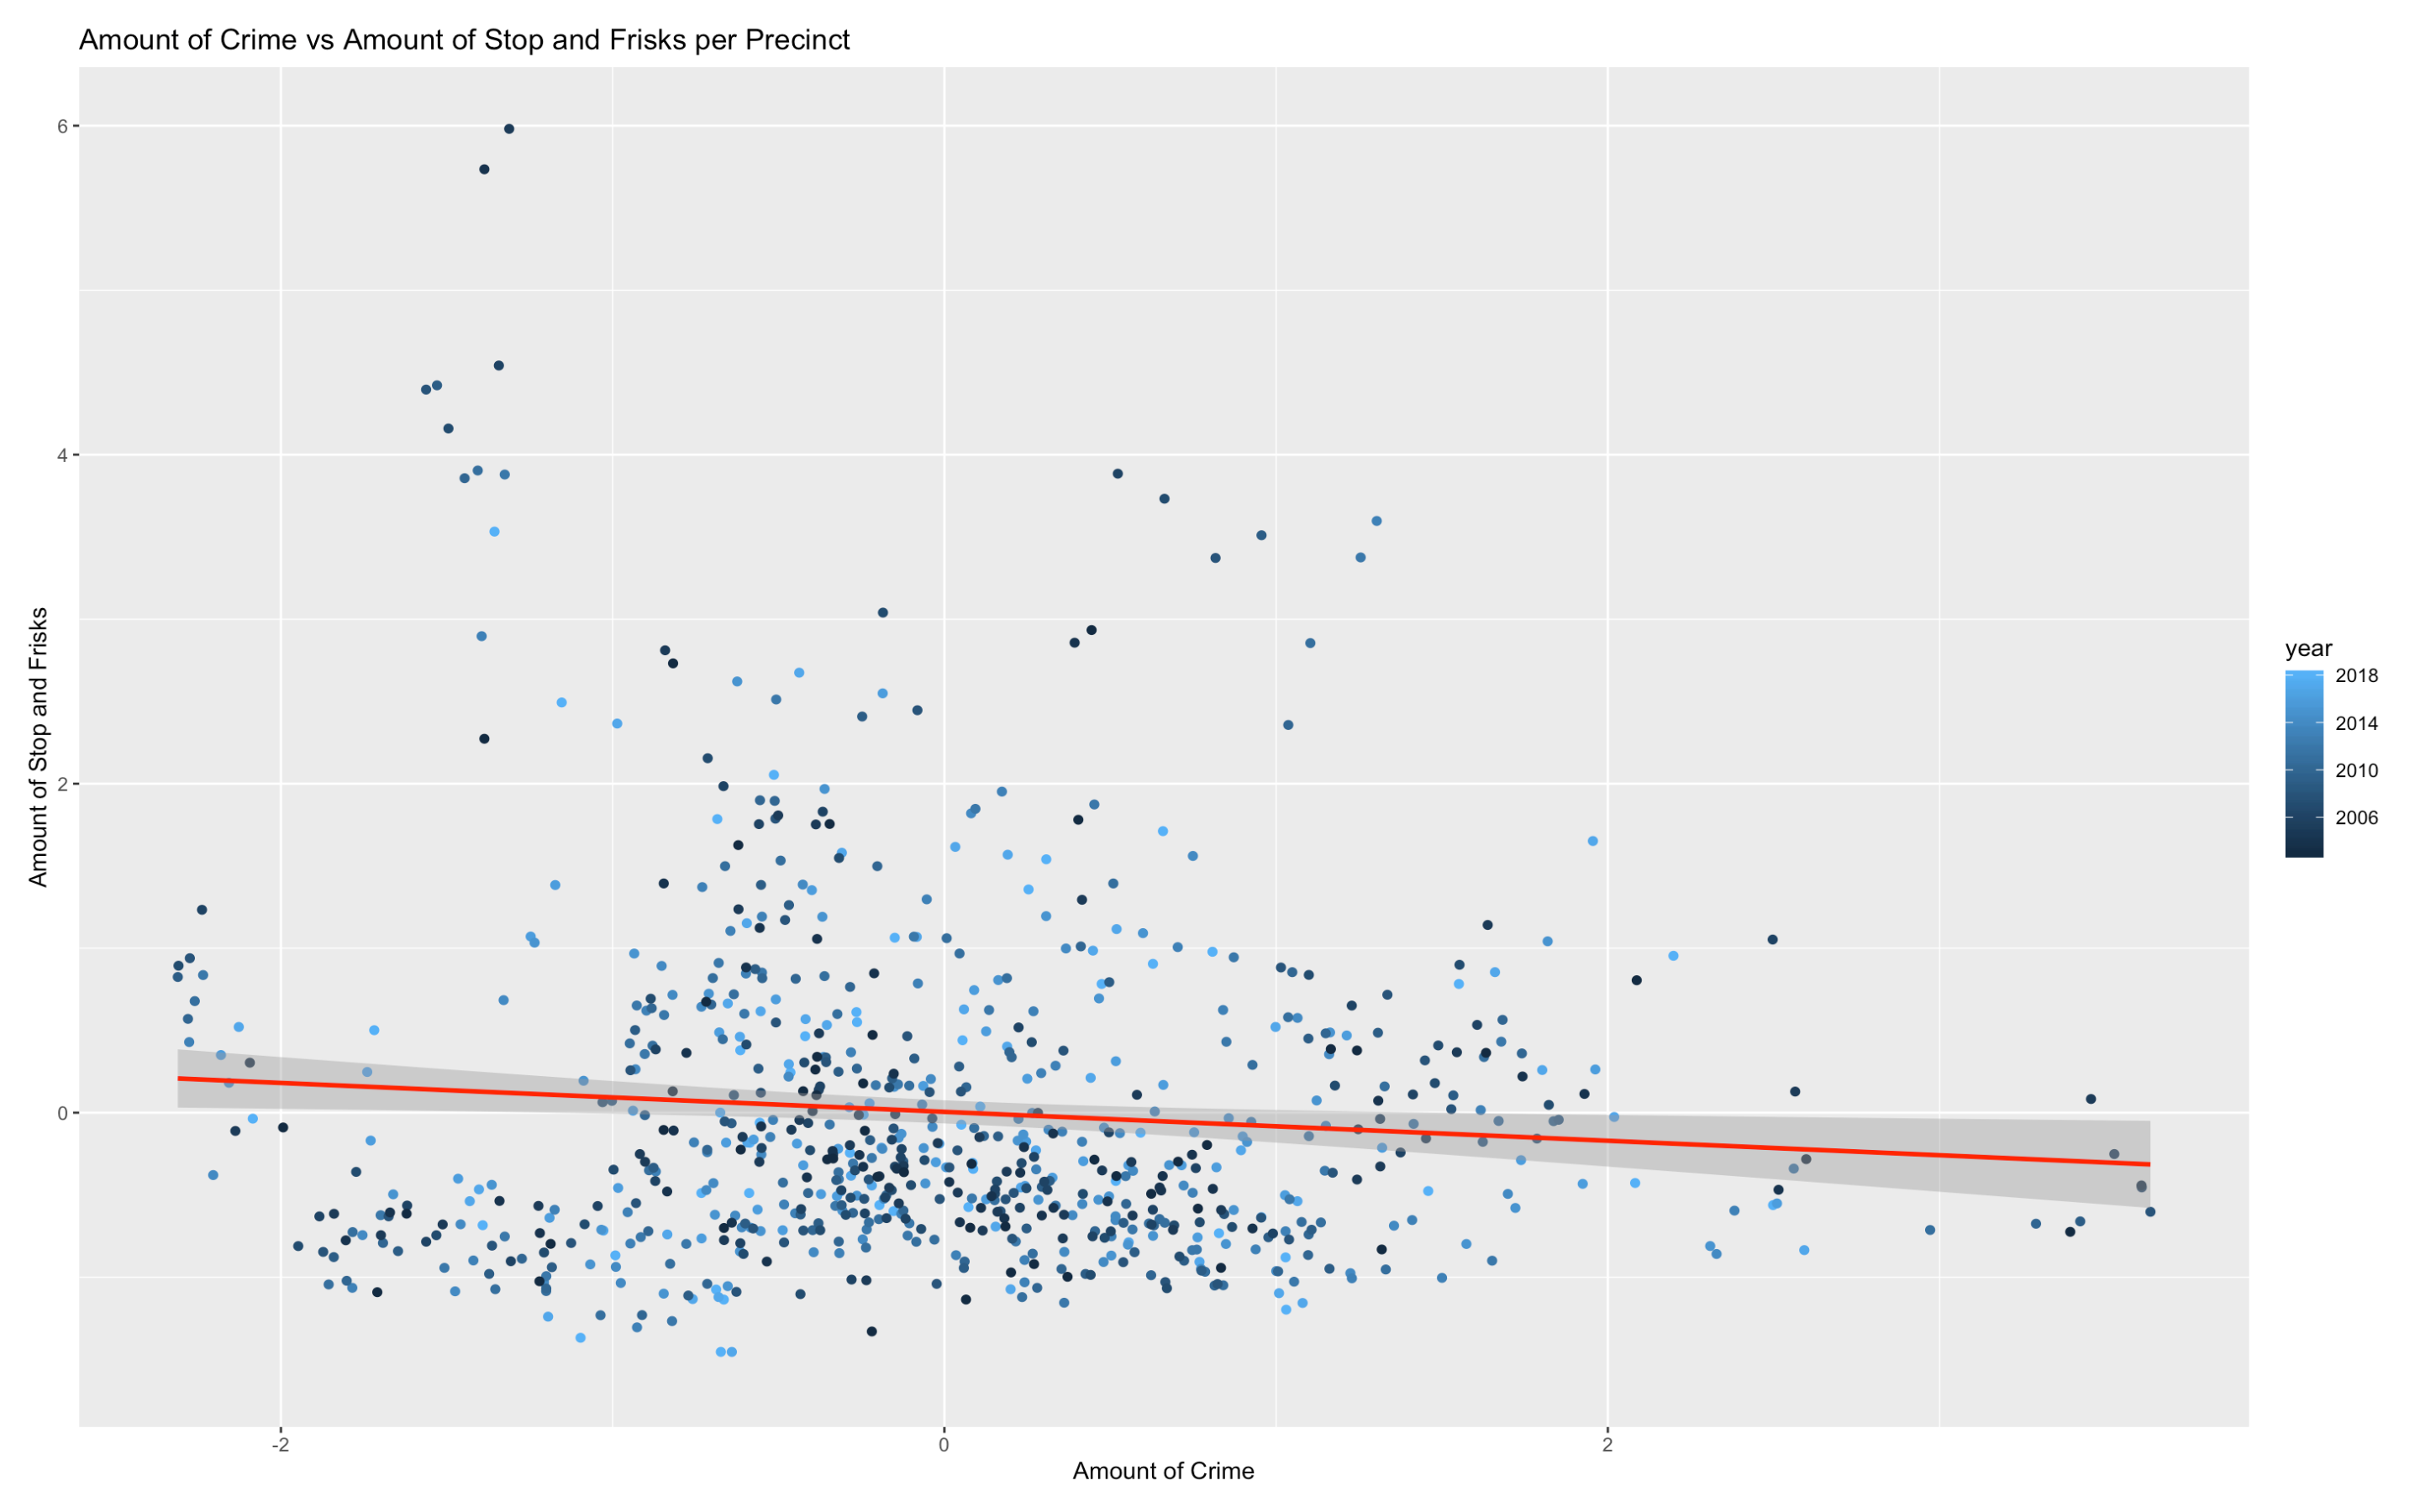 Amount of Crime vs Amount of Stop and Frisks per Precinct
6
4
2
0
Amount of Stop and Frisks
-2
0
2
Amount of Crime
year
2018
2014
2010
2006